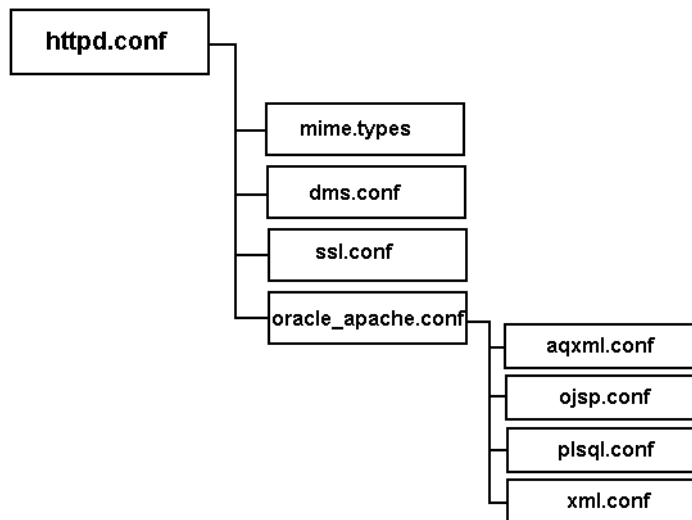 httpd.conf
mime.types
dms.conf
ssl.conf
oracle_apache.conf
aqxml.conf
ojsp.conf
plsql.conf
xml.conf